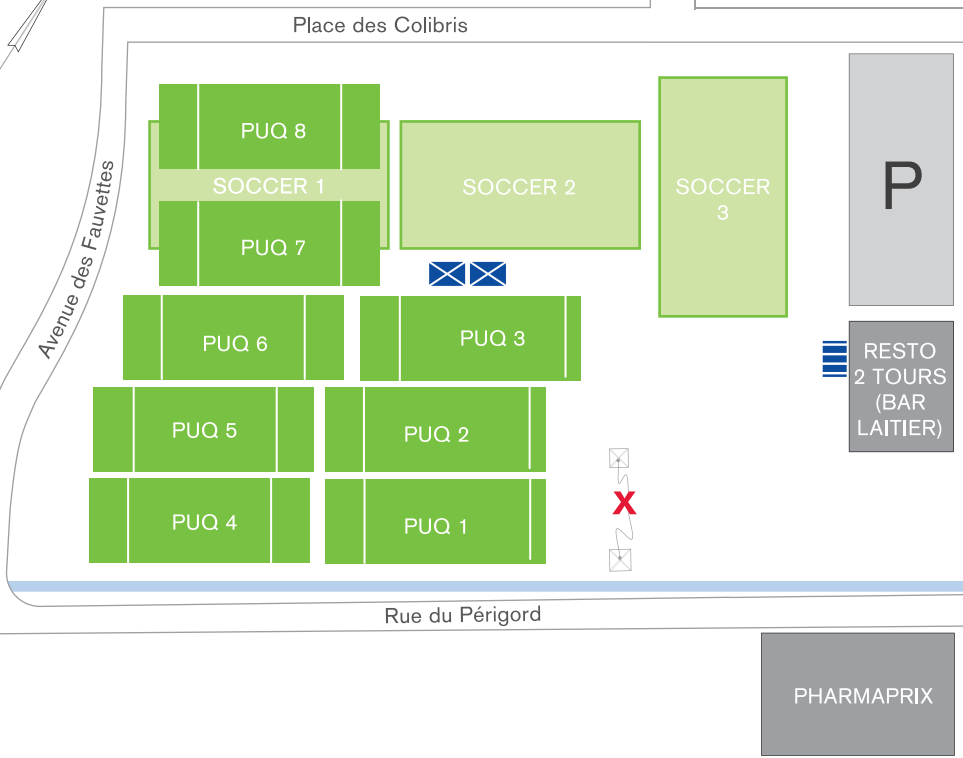 Place des Colibris
PUQ 8
SOCCER 1
SOCCER 2
SOCCER
3
P
PUQ 7
Avenue des Fauvettes
PUQ 6
PUQ 3
RESTO
2 TOURS
(BAR
LAITIER)
PUQ 5
PUQ 2
X
PUQ 4
PUQ 1
Rue du Périgord
PHARMAPRIX